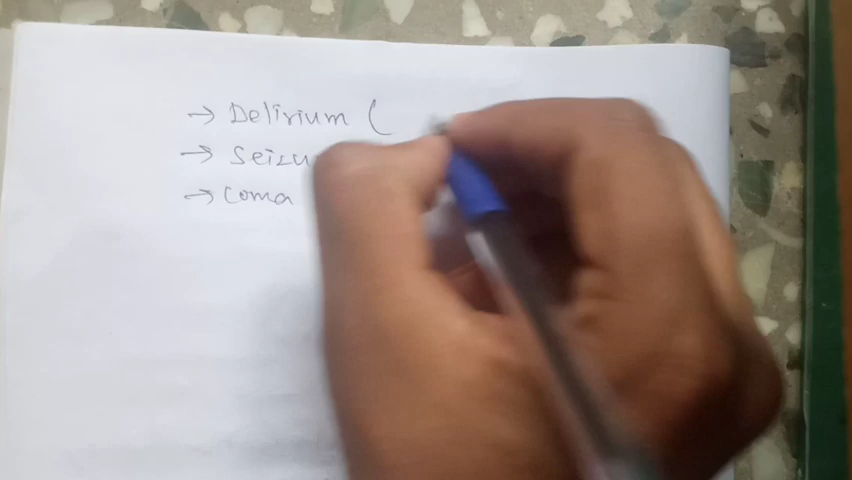 → Delirium (
→ Seizu
→ Coma